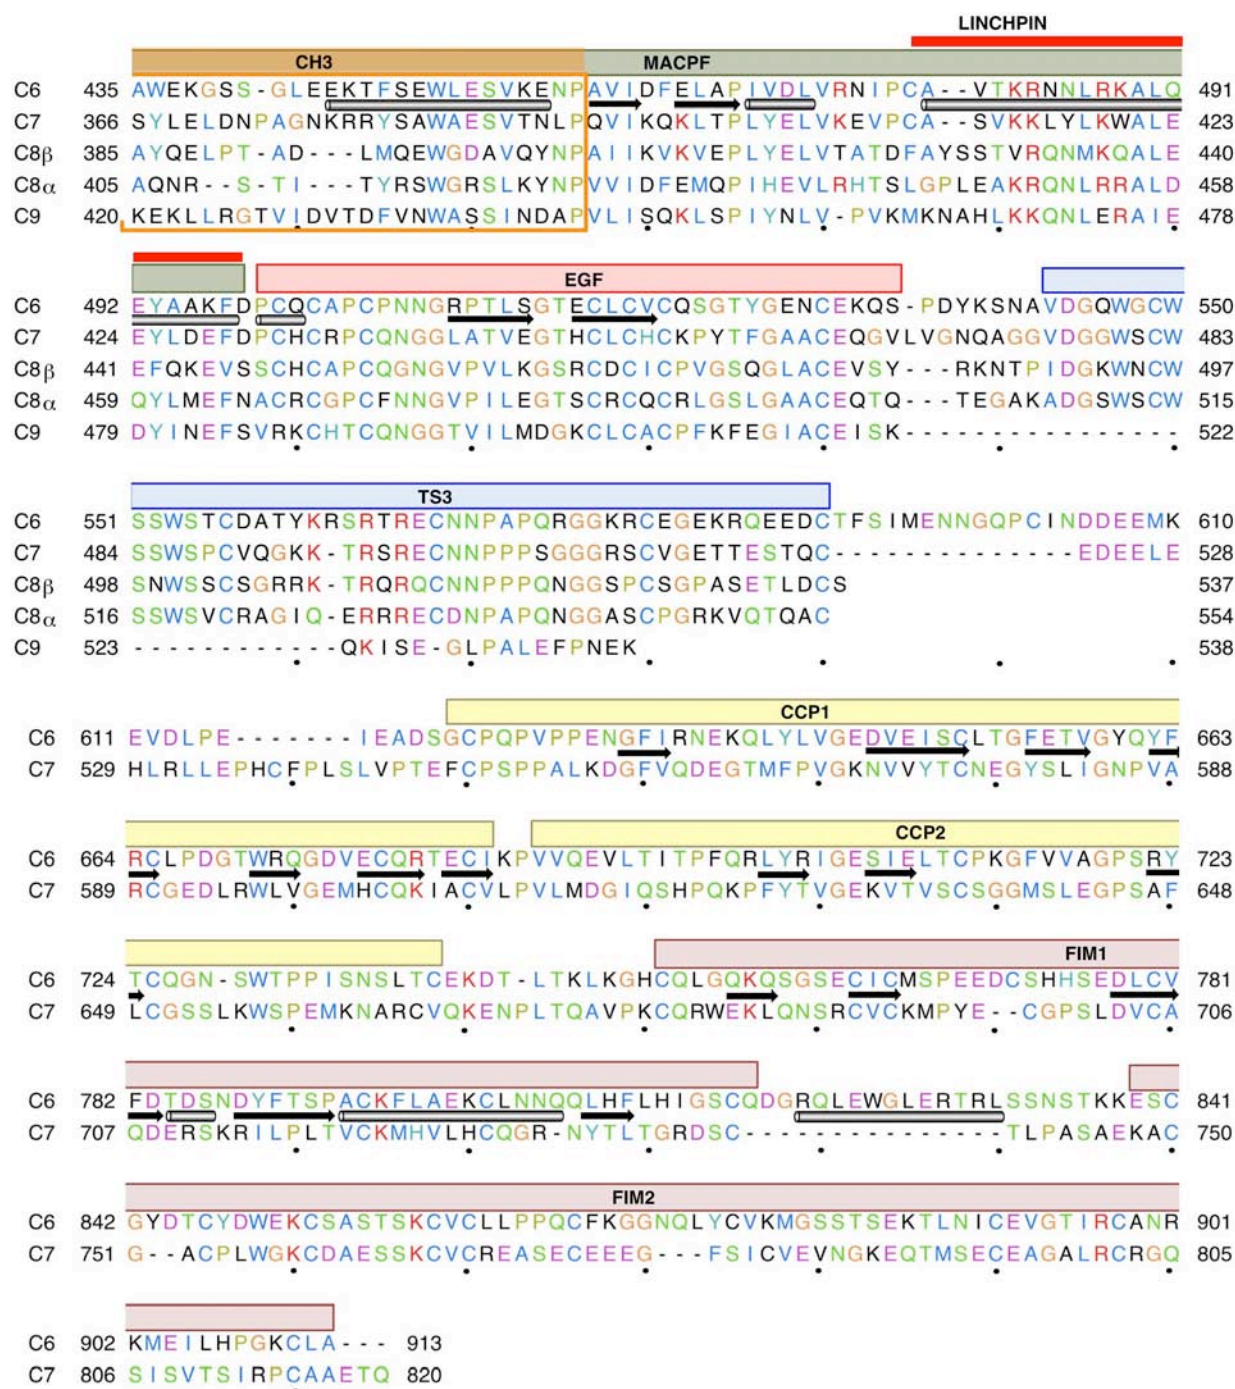 LINCHPIN
CH3 MACPF
C6 435 AWEKGSS-GLEEKTFSEWLESVKENPAVIDFELAPIVDLVRNIPCA--VTKRNNLRKALQ 491
C7 366 SYLELDNPAGNKRRYSAWAESVTNLPQVIKQKLTPLYELVKEVPCA--SVKKLYLKWALE 423
C8β 385 AYQELPT-AD---LMQEWGDAVQYNPAIIKVKVEPLYELVTATDFAYSSTVRQNMKQALE 440
C8α 405 AQNR--S-TI---TYRSWGRSLKYNPVVIDFEMQPIHEVLRHTSLGPLEAKRQNLRRALD 458
C9 420 KEKLLRGTVIDVTDFVNWASSINDAPVLISQKLSPIYNLV-PVKMKNAHLKKQNLERAIE 478
EGF
C6 492 EYAAKFDPCQCAPCPNNGRPTLSGTECLCVCQSGTYGENCEKQS-PDYKSNAVDGQWGCW 550
C7 424 EYLDEFDPCHCRPCQNGGLATVEGTHCLCHCKPYTFGAACEQGVLVGNQAGGVDGGWSCW 483
C8β 441 EFQKEVSSCHCAPCQGNGVPVLKGSRCDCICPVGSQGLACEVSY---RKNTPIDGKWNCW 497
C8α 459 QYLMEFNACRCGPCFNNGVPILEGTSCRCQCRLGSLGAACEQTQ---TEGAKADGSWSCW 515
C9 479 DYINEFSVRKCHTCQNGGTVILMDGKCLCACPFKFEGIACEISK---------------- 522
TS3
C6 551 SSWSTCDATYKRSRTRECNNPAPQRGGKRCEGEKRQEEDCTFSIMENNGQPCINDDEEMK 610
C7 484 SSWSPCVQGKK-TRSRECNNPPPSGGGRSCVGETTESTQC--------------EDEELE 528
C8β 498 SNWSSCSGRRK-TRQRQCNNPPPQNGGSPCSGPASETLDCS 537
C8α 516 SSWSVCRAGIQ-ERRRECDNPAPQNGGASCPGRKVQTQAC 554
C9 523 ------------QKISE-GLPALEFPNEK 538
CCP1
C6 611 EVDLPE-------IEADSGCPQPVPPENGFIRNEKQLYLVGEDVEISCLTGFETVGYQYF 663
C7 529 HLRLLEPHCFPLSLVPTEFCPSPPALKDGFVQDEGTMFPVGKNVVYTCNEGYSLIGNPVA 588
CCP2
C6 664 RCLPDGTWRQGDVECQRTECIKPVVQEVLTITPFQRLYRIGESIELTCPKGFVVAGPSRY 723
C7 589 RCGEDLRWLVGEMHCQKIACVLPVLMDGIQSHPQKPFYTVGEKVTVSCSGGMSLEGPSAF 648
FIM1
C6 724 TCQGN-SWTPPISNSLTCEKDT-LTKLKGHCQLGQKQSGSECICMSPEEDCSHHSEDLCV 781
C7 649 LCGSSLKWSPEMKNARCVQKENPLTQAVPKCQRWEKLQNSRCVCKMPYE--CGPSLDVCA 706
C6 782 FDTDSNDYFTSPACKFLAEKCLNNQQLHFLHIGSCQDGRQLEWGLERTRLSSNSTKKESC 841
C7 707 QDERSKRILPLTVCKMHVLHCQGR-NYTLTGRDSC---------------TLPASAEKAC 750
FIM2
C6 842 GYDTCYDWEKCSASTSKCVCLLPPQCFKGGNQLYCVKMGSSTSEKTLNICEVGTIRCANR 901
C7 751 G--ACPLWGKCDAESSKCVCREASECEEEG---FSICVEVNGKEQTMSECEAGALRCRGQ 805
C6 902 KMEILHPGKCLA--- 913
C7 806 SISVTSIRPCAAETQ 820